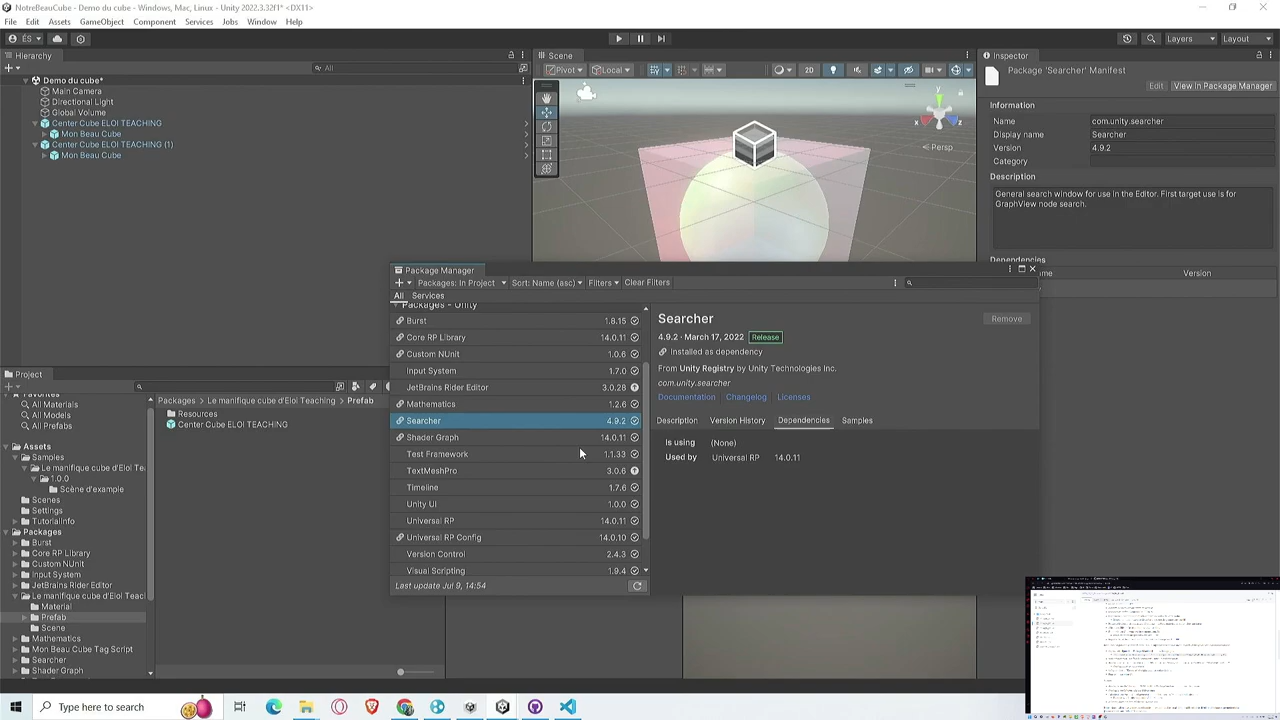 NotreBeauCube - Demo du cube - Windows, Mac, Linux - Unity 2022.3.32f1* <DX11>
File Edit Assets GameObject Component Services Jobs Window Help
ÉS Layers Layout
Hierarchy
All
Demo du cube*
Main Camera
Directional Light
Global Volume
Center Cube ELOI TEACHING
Mon Beau Cube
Center Cube ELOI TEACHING (1)
Mon Beau Cube
Scene
Pivot Local 2D
y
x z
Persp
Inspector
Package 'Searcher' Manifest
Edit View in Package Manager
Information
Name com.unity.searcher
Display name Searcher
Version 4.9.2
Category
Description
General search window for use in the Editor. First target use is for
GraphView node search.
Dependencies
Version
Package Manager
Packages: In Project Sort: Name (asc) Filters Clear Filters
All Services
Packages - Unity
Burst 1.8.15
Core RP Library 14.0.11
Custom NUnit 1.0.6
Input System 1.7.0
JetBrains Rider Editor 3.0.28
Mathematics 1.2.6
Searcher 4.9.2
Shader Graph 14.0.11
Test Framework 1.1.33
TextMeshPro 3.0.6
Timeline 1.7.6
Unity UI 1.0.0
Universal RP 14.0.11
Universal RP Config 14.0.10
Version Control 2.4.3
Visual Scripting 1.9.4
Last update Jul 9, 14:54
Searcher Remove
4.9.2 · March 17, 2022 Release
Installed as dependency
From Unity Registry by Unity Technologies Inc.
com.unity.searcher
Documentation Changelog Licenses
Description Version History Dependencies Samples
Is using (None)
Used by Universal RP 14.0.11
Project
Favorites
All Materials
All Models
All Prefabs
Assets
Samples
Le manifique cube d'Eloi Te...
1.0.0
Scène d'example
Scenes
Settings
TutorialInfo
Packages
Burst
Core RP Library
Custom NUnit
Input System
JetBrains Rider Editor
Le manifique cube d'Eloi Teac
Material
Prefab
Scene
Mathematics
Mon Beau Cube Tag Script
Searcher
Shader Graph
Packages > Le manifique cube d'Eloi Teaching > Prefab
Resources
Center Cube ELOI TEACHING
Type here to search